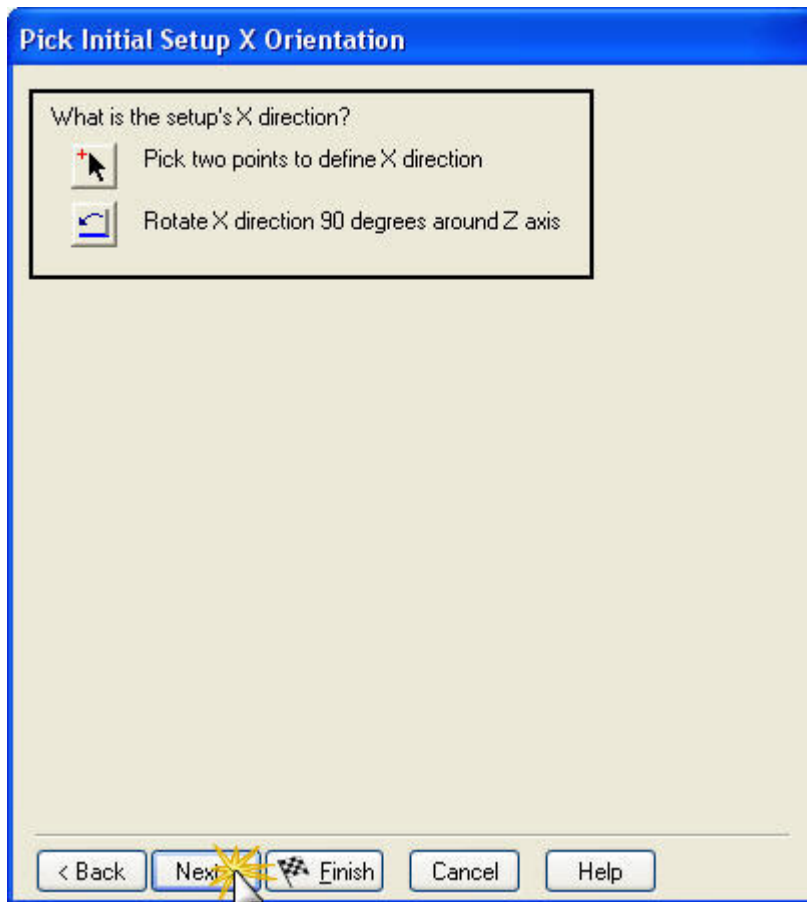 Pick Initial Setup X Orientation
What is the setup's X direction?
Pick two points to define X direction
Rotate X direction 90 degrees around Z axis
< Back Next Finish Cancel Help